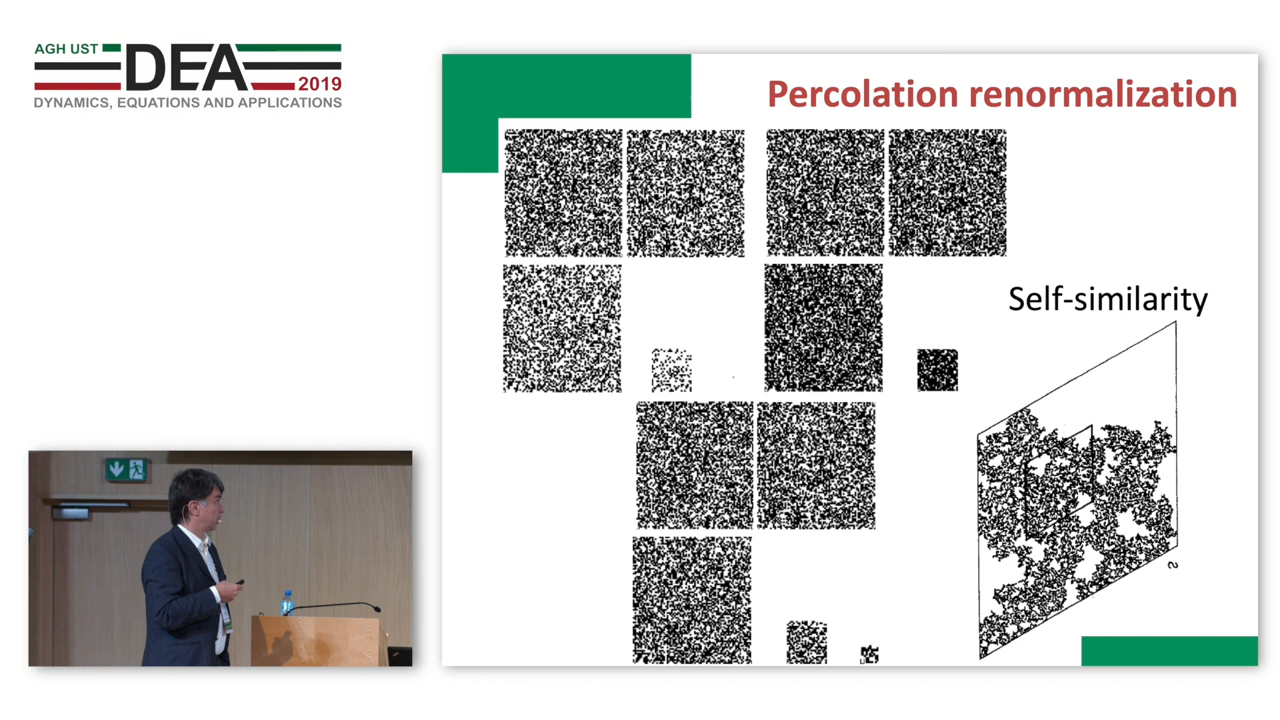 AGH UST
DEA
2019
DYNAMICS, EQUATIONS AND APPLICATIONS
Percolation renormalization
Self-similarity